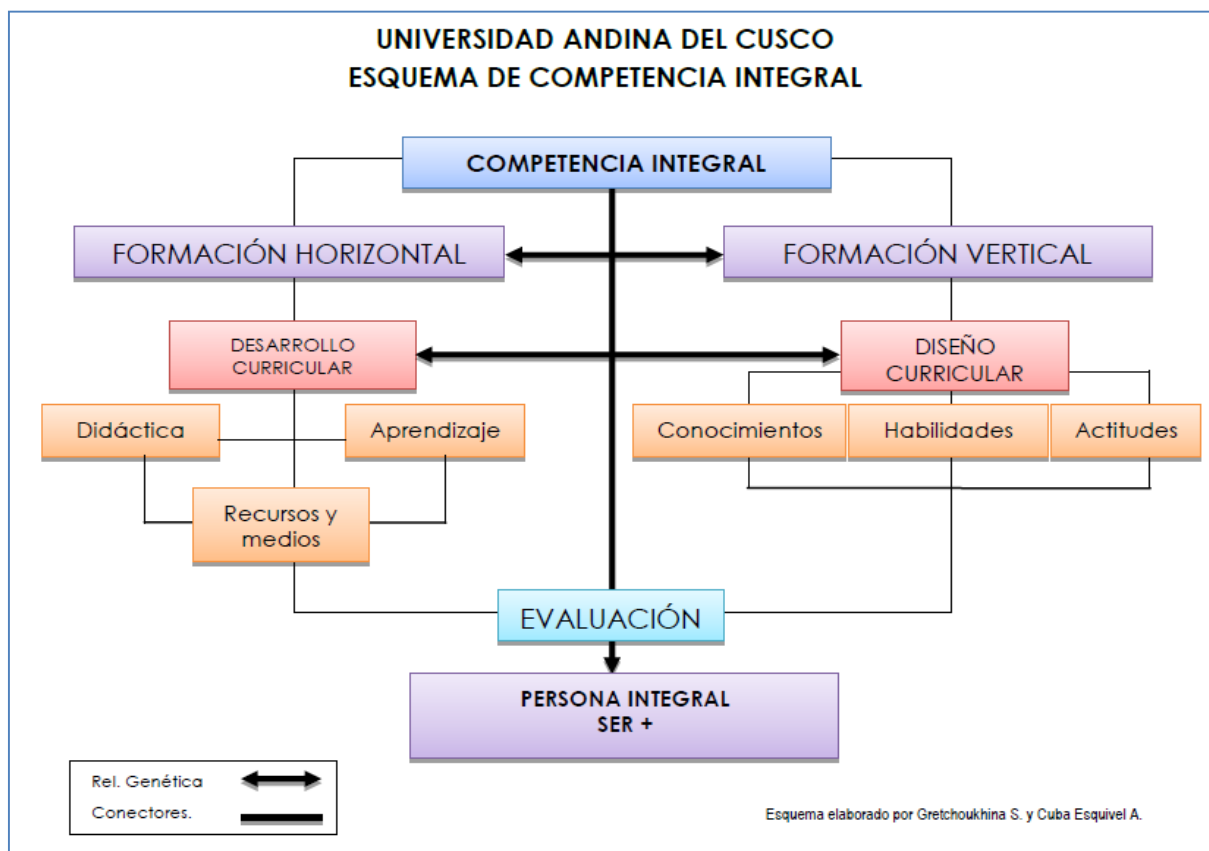 UNIVERSIDAD ANDINA DEL CUSCO
ESQUEMA DE COMPETENCIA INTEGRAL
COMPETENCIA INTEGRAL
FORMACIÓN HORIZONTAL
FORMACIÓN VERTICAL
DESARROLLO
CURRICULAR
DISEÑO
CURRICULAR
Didáctica
Aprendizaje
Conocimientos
Habilidades
Actitudes
Recursos y
medios
EVALUACIÓN
PERSONA INTEGRAL
SER +
Rel. Genética
Conectores.
Esquema elaborado por Gretchoukhina S. y Cuba Esquivel A.